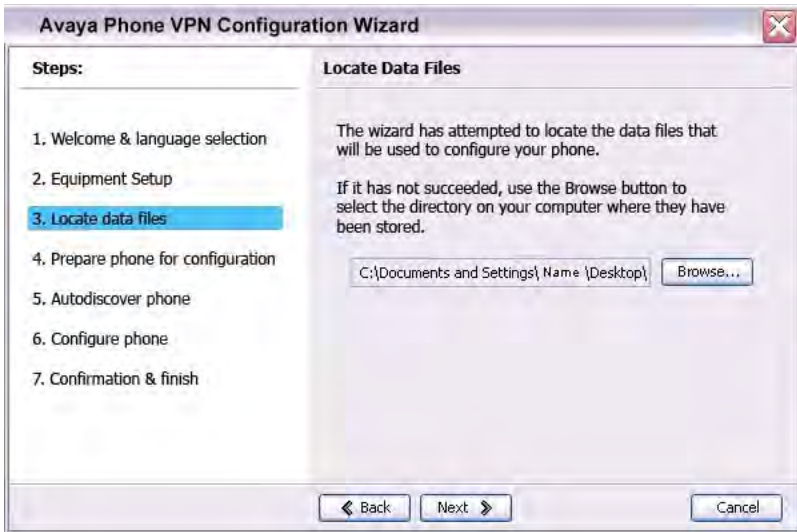 Avaya Phone VPN Configuration Wizard
Steps:
1. Welcome & language selection
2. Equipment Setup
3. Locate data files
4. Prepare phone for configuration
5. Autodiscover phone
6. Configure phone
7. Confirmation & finish
Locate Data Files
The wizard has attempted to locate the data files that
will be used to configure your phone.
If it has not succeeded, use the Browse button to
select the directory on your computer where they have
been stored.
C:\Documents and Settings\ Name \Desktop\
Browse...
Back
Next
Cancel